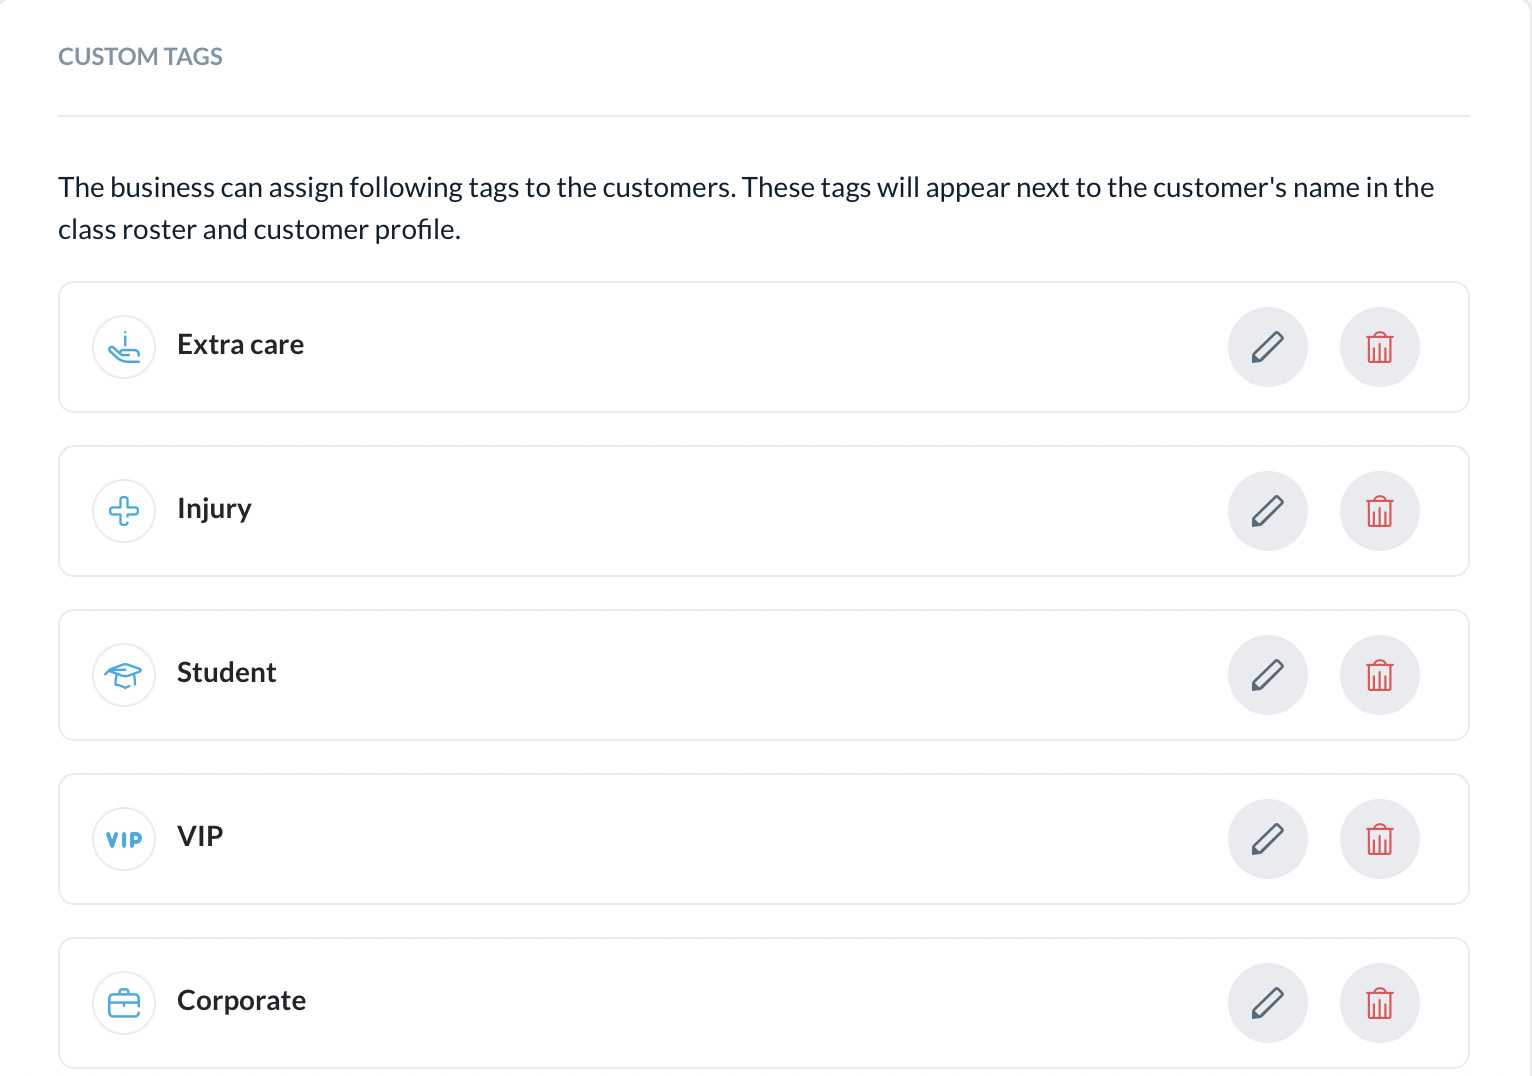 CUSTOM TAGS
The business can assign following tags to the customers. These tags will appear next to the customer's name in the
class roster and customer profile.
Extra care
Injury
Student
VIP VIP
Corporate